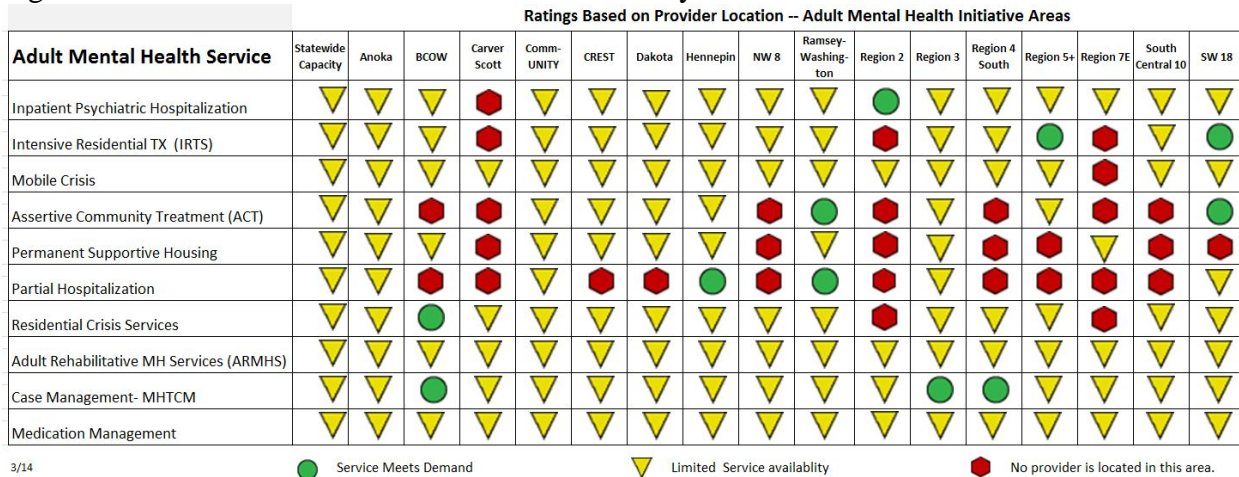 Ratings Based on Provider Location -- Adult Mental Health Initiative Areas
Adult Mental Health Service Statewide Capacity Anoka BCOW Carver Scott Comm-UNITY CREST Dakota Hennepin NW 8 Ramsey-Washing-ton Region 2 Region 3 Region 4 South Region 5+ Region 7E South Central 10 SW 18
Inpatient Psychiatric Hospitalization
Intensive Residential TX (IRTS)
Mobile Crisis
Assertive Community Treatment (ACT)
Permanent Supportive Housing
Partial Hospitalization
Residential Crisis Services
Adult Rehabilitative MH Services (ARMHS)
Case Management- MHTCM
Medication Management
3/14 Service Meets Demand Limited Service availablity No provider is located in this area.